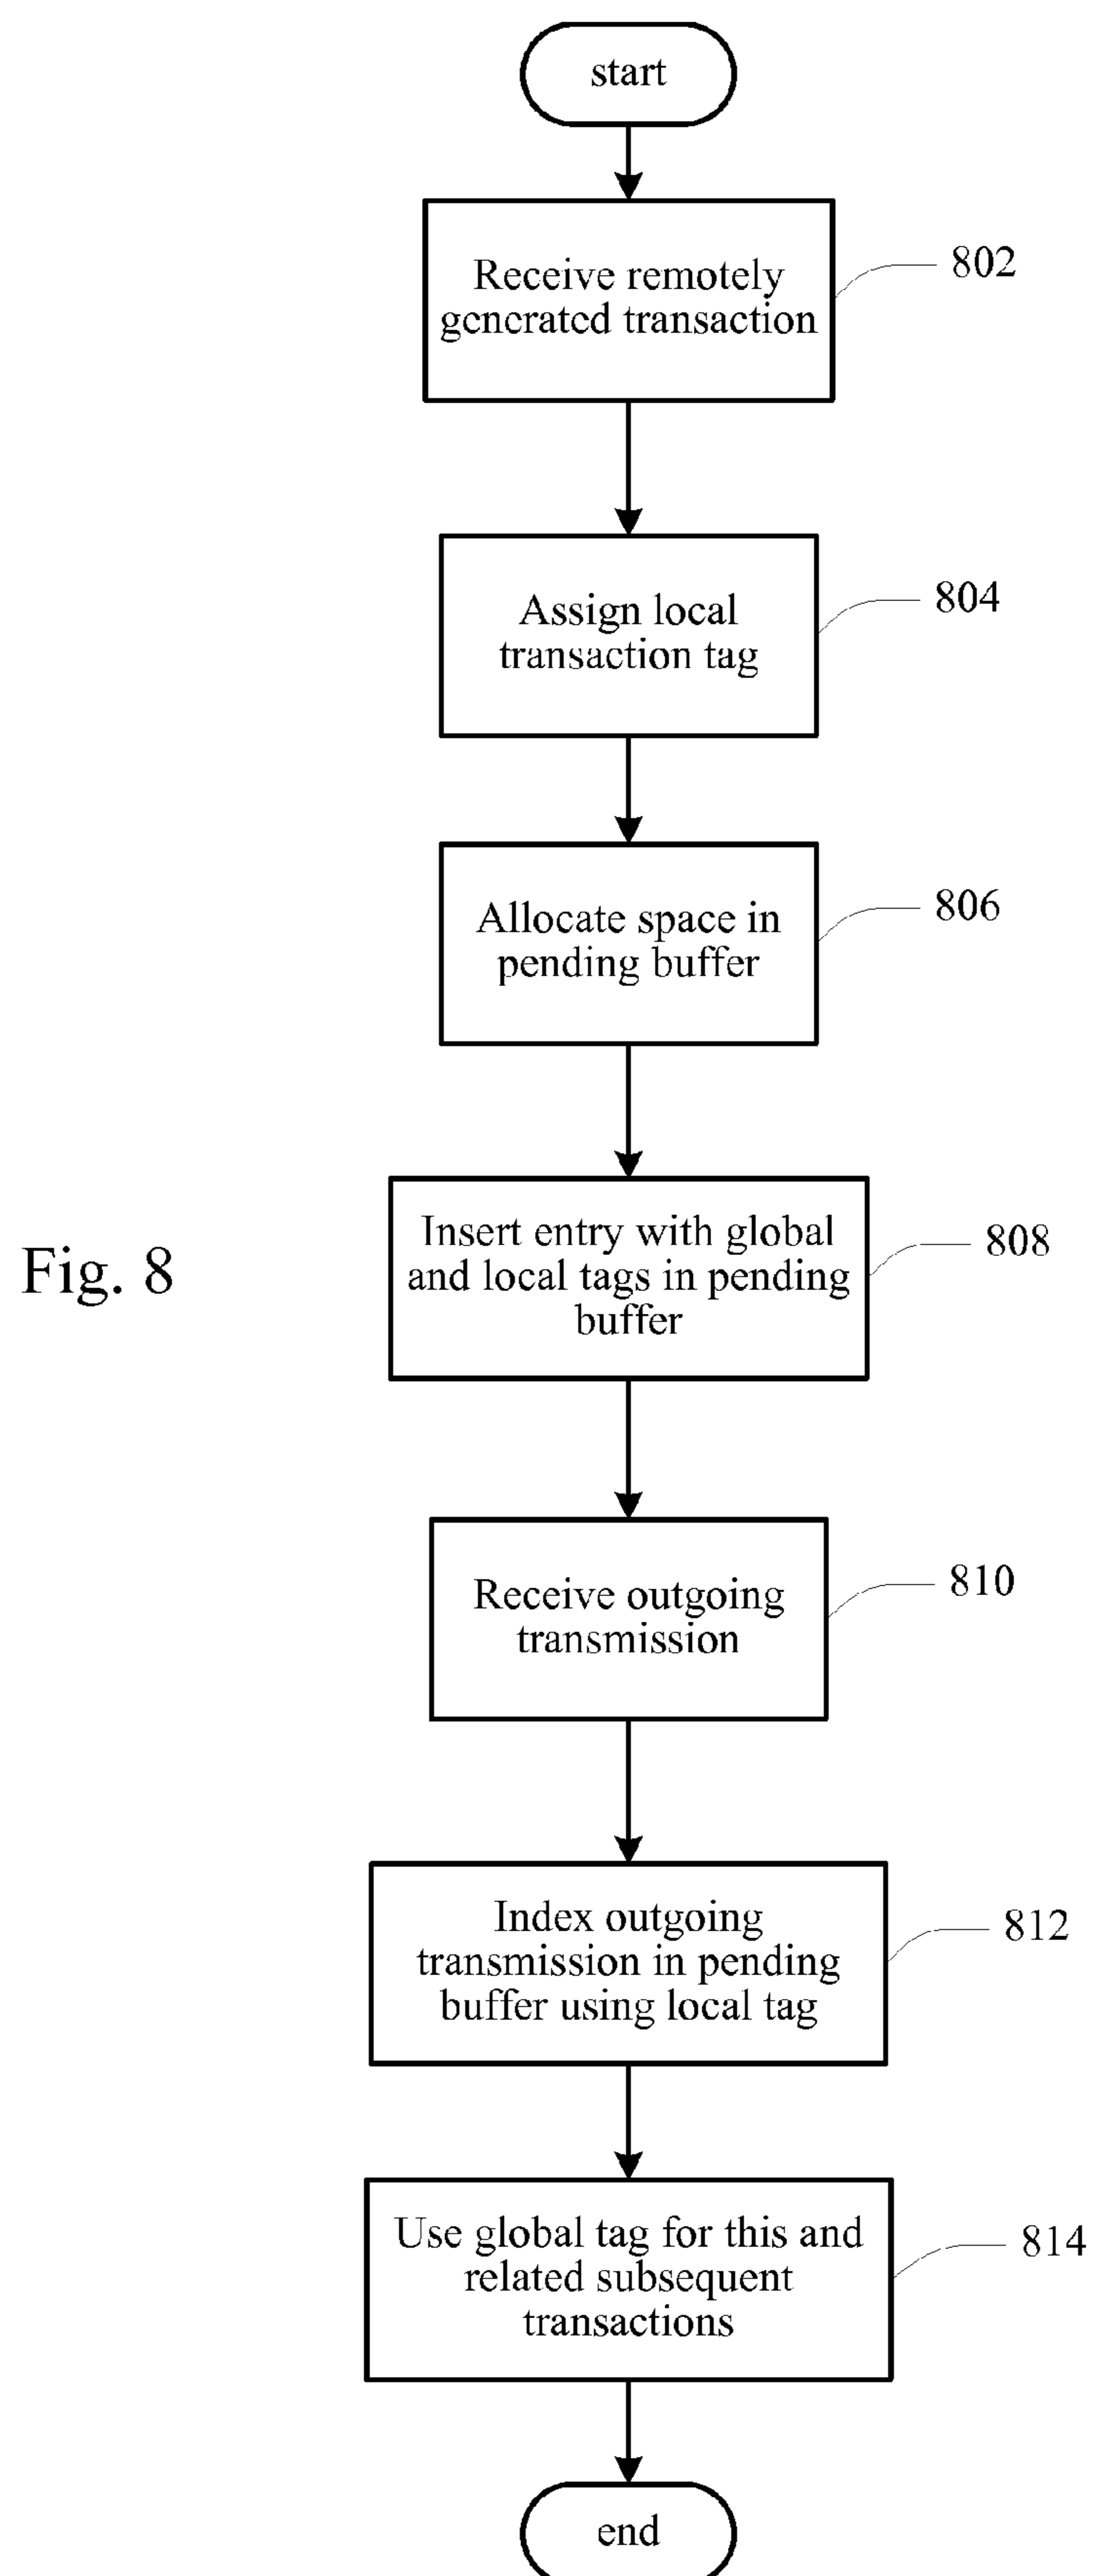 start
Receive remotely
generated transaction
802
Assign local
transaction tag
804
Allocate space in
pending buffer
806
Insert entry with global
and local tags in pending
buffer
808
Fig. 8
Receive outgoing
transmission
810
Index outgoing
transmission in pending
buffer using local tag
812
Use global tag for this and
related subsequent
transactions
814
end